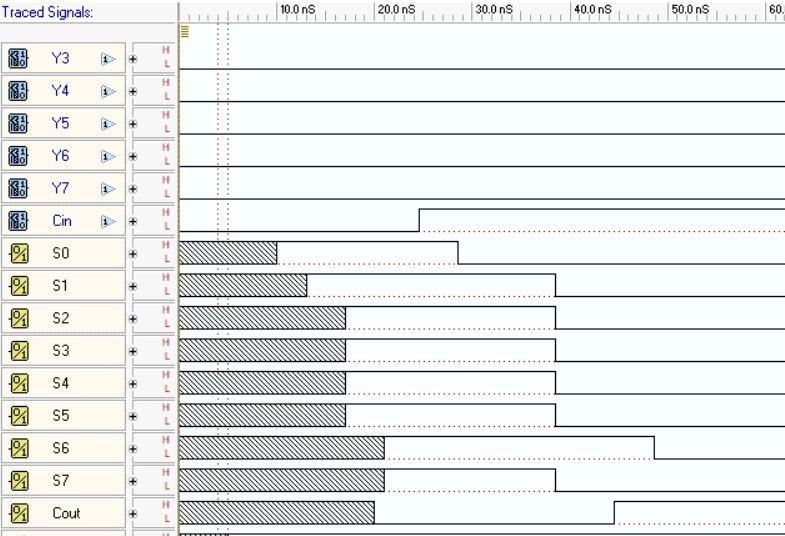 Traced Signals:
10.0 nS 20.0 nS 30.0 nS 40.0 nS 50.0 nS 60.
Y3 H L
Y4 H L
Y5 H L
Y6 H L
Y7 H L
Cin H L
S0 H L
S1 H L
S2 H L
S3 H L
S4 H L
S5 H L
S6 H L
S7 H L
Cout H L